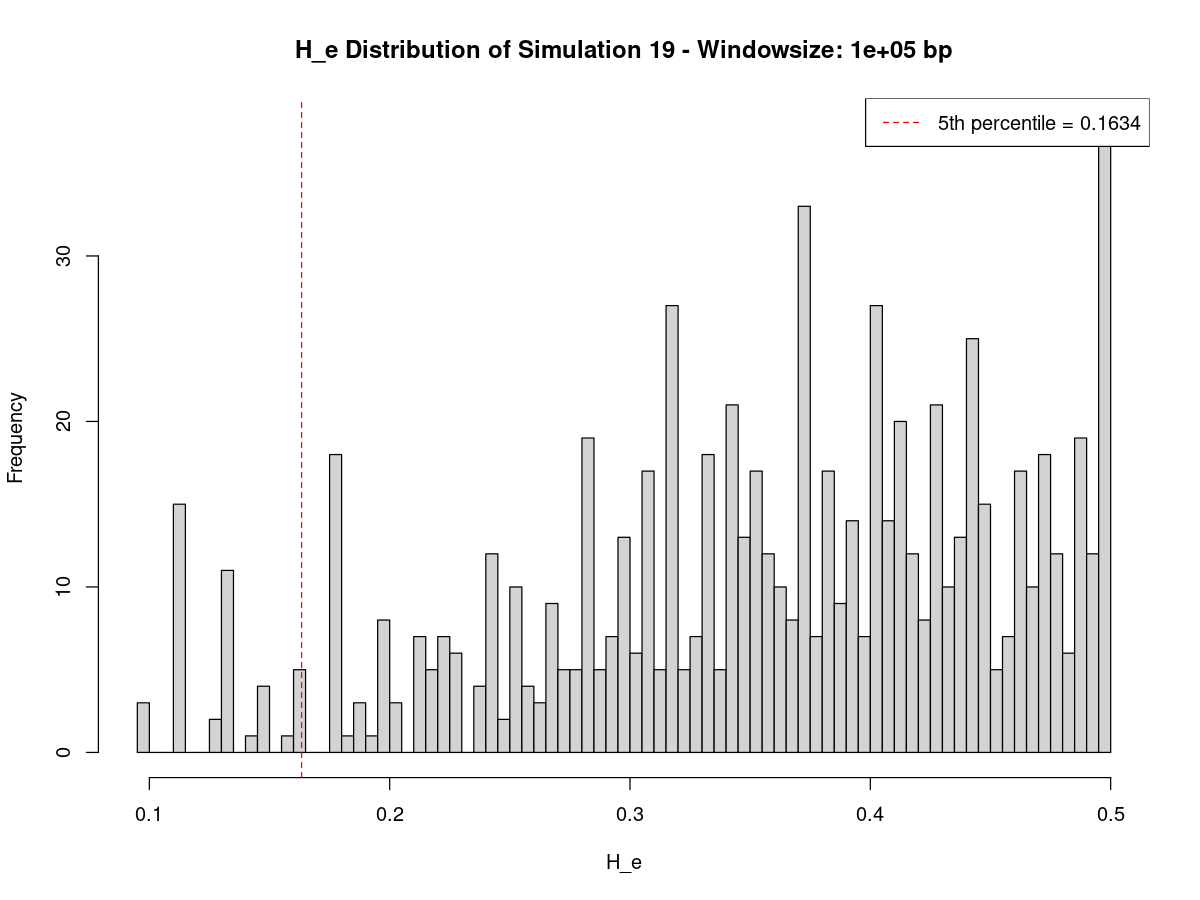 H_e Distribution of Simulation 19 - Windowsize: 1e+05 bp
5th percentile = 0.1634
Frequency
30
20
10
0
0.1 0.2 0.3 0.4 0.5
H_e